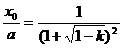 x₀/a = 1/(1+√(1−k))²